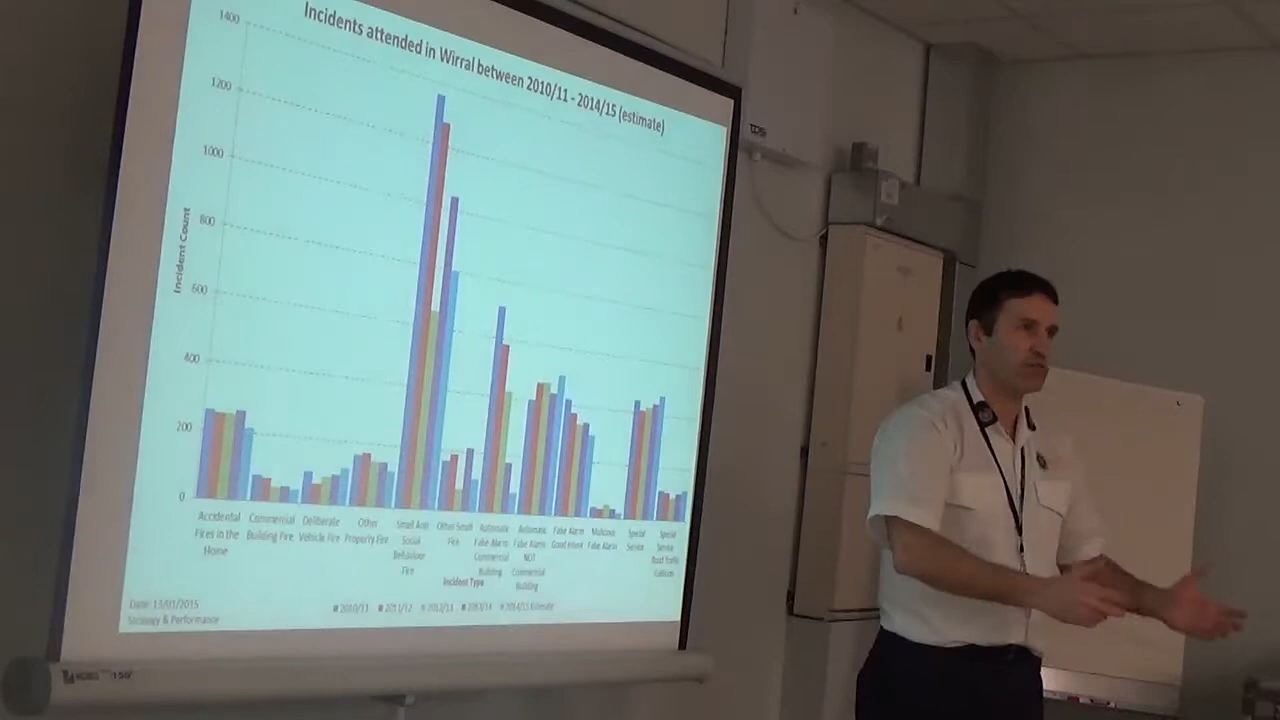 Incidents attended in Wirral between 2010/11 - 2014/15 (estimate)
1400
1200
1000
800
600
400
200
0
Incident Count
Accidental
Fires in the
Home
Commercial
Building Fire
Deliberate
Vehicle Fire
Other
Property Fire
Small Anti
Social
Behaviour
Fire
Other Small
Fire
Automatic
False Alarm
Commercial
Building
Automatic
False Alarm
NOT
Commercial
Building
False Alarm
Good Intent
Malicious
False Alarm
Special
Service
Special
Service
Road Traffic
Collision
Incident Type
2010/11 2011/12 2012/13 2013/14 2014/15 Estimate
Date: 13/01/2015
Strategy & Performance